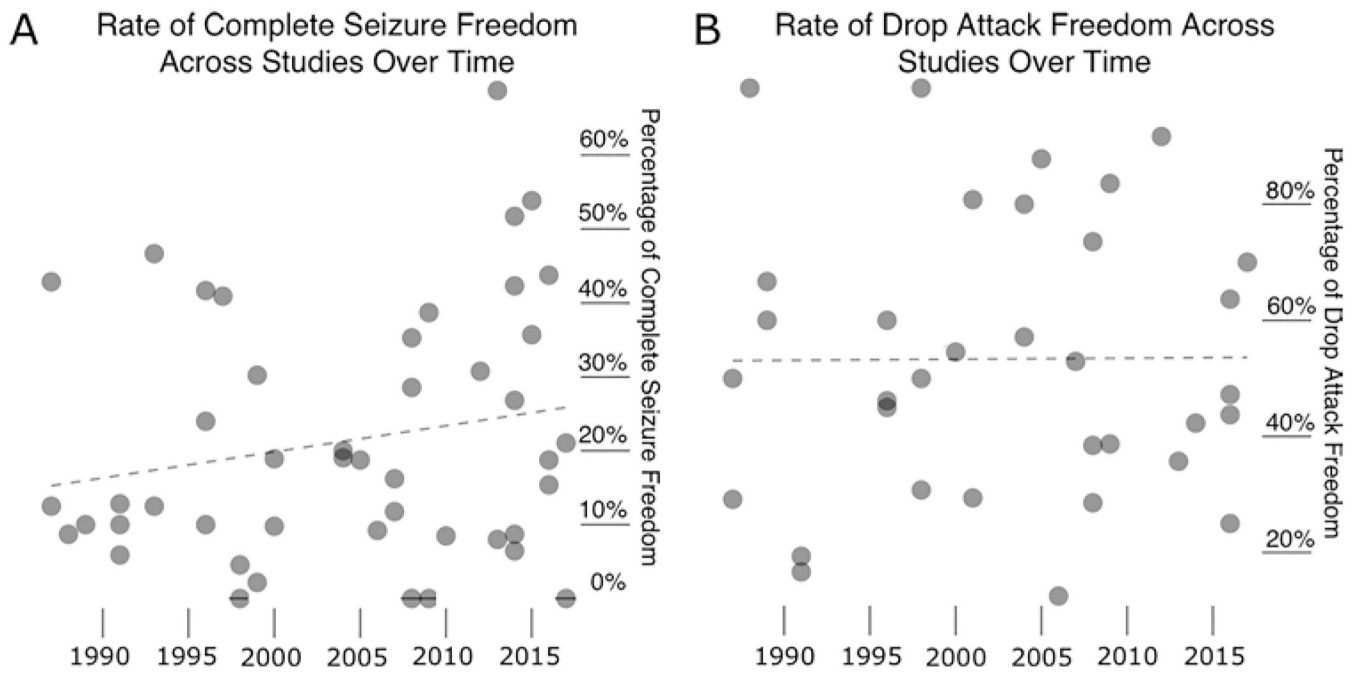 A
Rate of Complete Seizure Freedom
Across Studies Over Time
60%
50%
40%
30%
20%
10%
0%
Percentage of Complete Seizure Freedom
1990 1995 2000 2005 2010 2015
B
Rate of Drop Attack Freedom Across
Studies Over Time
80%
60%
40%
20%
Percentage of Drop Attack Freedom
1990 1995 2000 2005 2010 2015